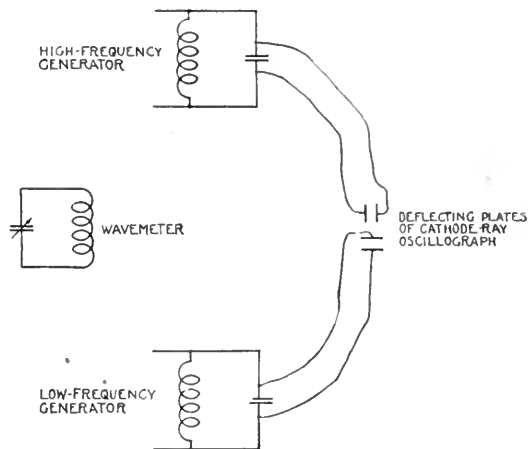 HIGH-FREQUENCY
GENERATOR
WAVEMETER
DEFLECTING PLATES
OF CATHODE-RAY
OSCILLOGRAPH
LOW-FREQUENCY
GENERATOR